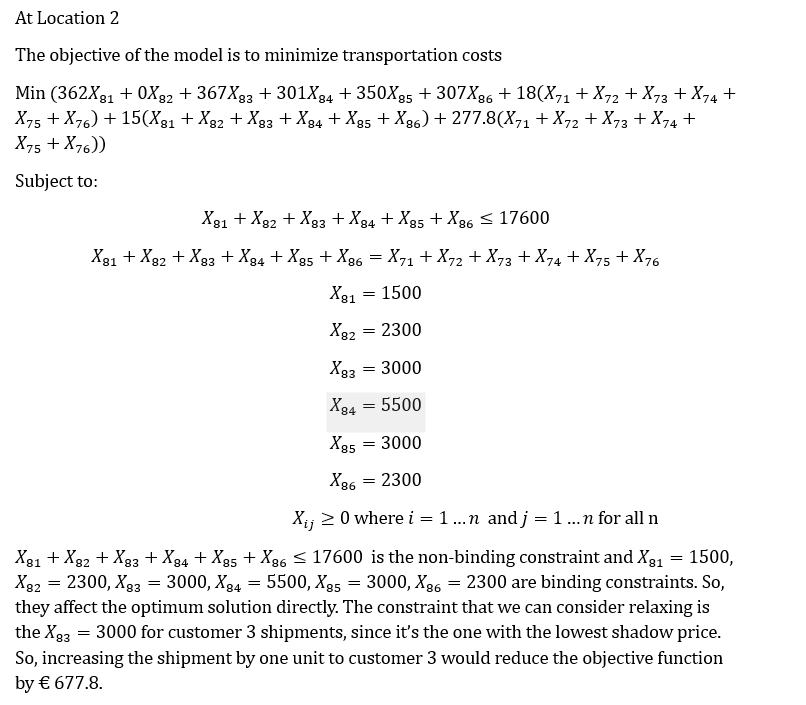 At Location 2
The objective of the model is to minimize transportation costs
Min (362X₈₁ + 0X₈₂ + 367X₈₃ + 301X₈₄ + 350X₈₅ + 307X₈₆ + 18(X₇₁ + X₇₂ + X₇₃ + X₇₄ +
X₇₅ + X₇₆) + 15(X₈₁ + X₈₂ + X₈₃ + X₈₄ + X₈₅ + X₈₆) + 277.8(X₇₁ + X₇₂ + X₇₃ + X₇₄ +
X₇₅ + X₇₆))
Subject to:
X₈₁ + X₈₂ + X₈₃ + X₈₄ + X₈₅ + X₈₆ ≤ 17600
X₈₁ + X₈₂ + X₈₃ + X₈₄ + X₈₅ + X₈₆ = X₇₁ + X₇₂ + X₇₃ + X₇₄ + X₇₅ + X₇₆
X₈₁ = 1500
X₈₂ = 2300
X₈₃ = 3000
X₈₄ = 5500
X₈₅ = 3000
X₈₆ = 2300
Xᵢⱼ ≥ 0 where i = 1 … n and j = 1 … n for all n
X₈₁ + X₈₂ + X₈₃ + X₈₄ + X₈₅ + X₈₆ ≤ 17600 is the non-binding constraint and X₈₁ = 1500,
X₈₂ = 2300, X₈₃ = 3000, X₈₄ = 5500, X₈₅ = 3000, X₈₆ = 2300 are binding constraints. So,
they affect the optimum solution directly. The constraint that we can consider relaxing is
the X₈₃ = 3000 for customer 3 shipments, since it's the one with the lowest shadow price.
So, increasing the shipment by one unit to customer 3 would reduce the objective function
by € 677.8.